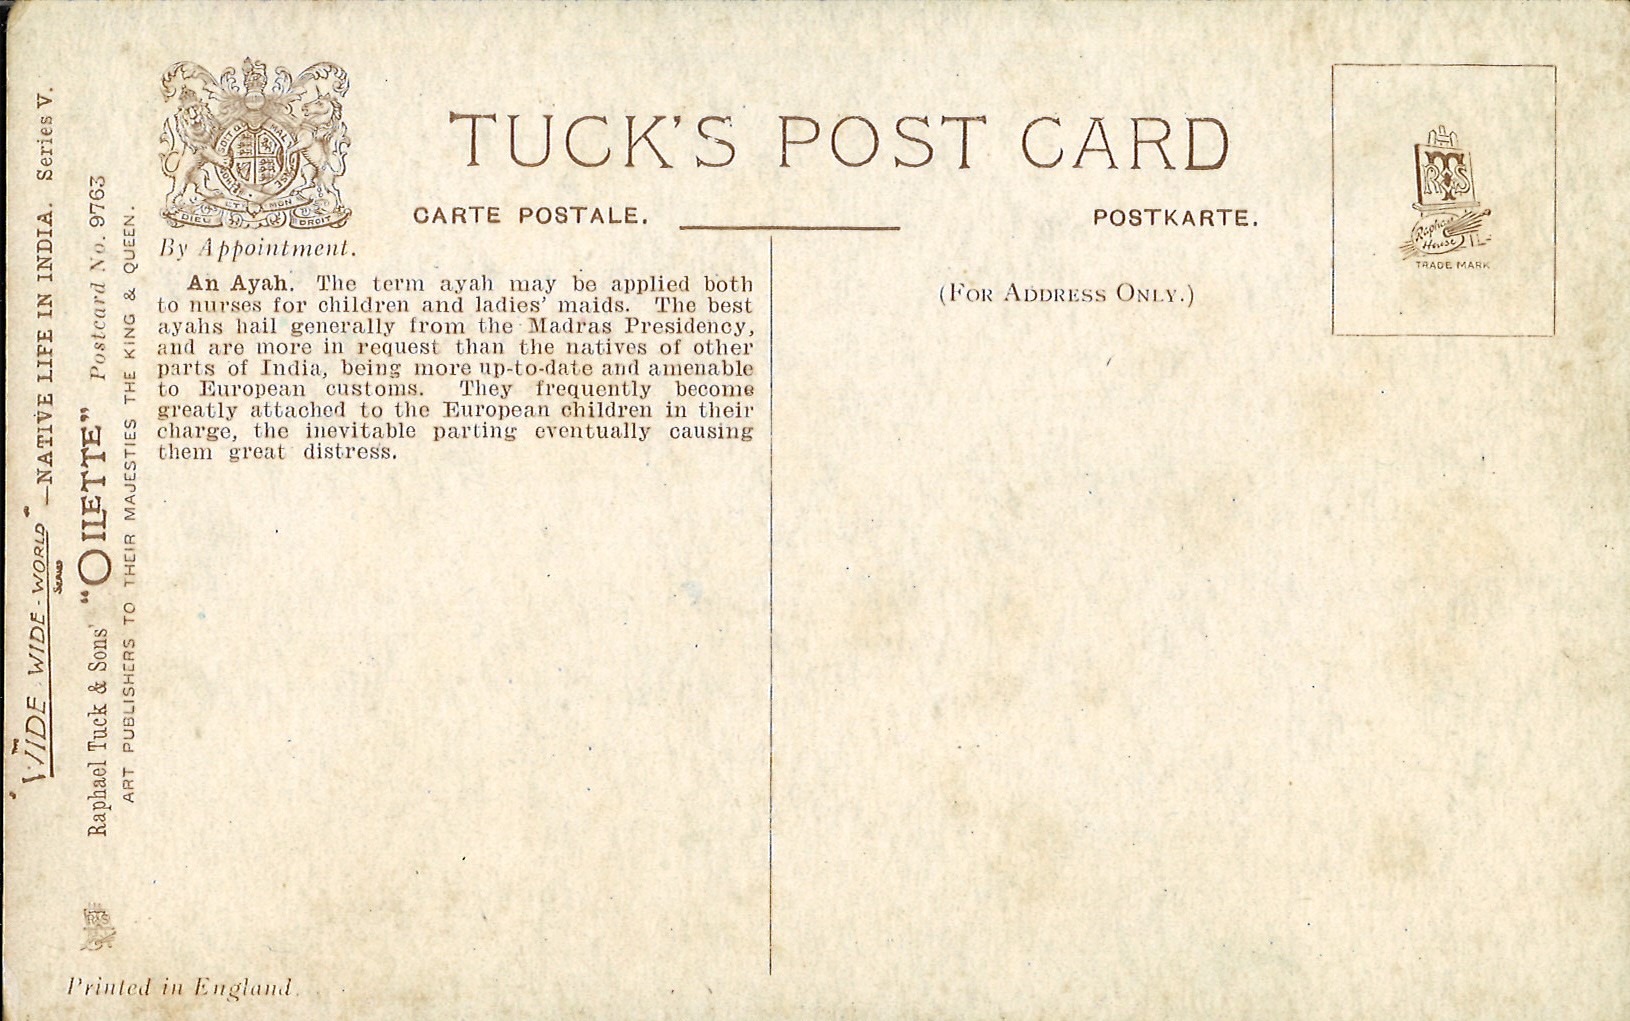 TUCK'S POST CARD
CARTE POSTALE.
POSTKARTE.
DIEU ET MON DROIT
By Appointment.
An Ayah. The term ayah may be applied both
to nurses for children and ladies' maids. The best
ayahs hail generally from the Madras Presidency,
and are more in request than the natives of other
parts of India, being more up-to-date and amenable
to European customs. They frequently become
greatly attached to the European children in their
charge, the inevitable parting eventually causing
them great distress.
(FOR ADDRESS ONLY.)
RTS
Raphael House
TRADE MARK
"THE WIDE-WIDE-WORLD" SERIES —NATIVE LIFE IN INDIA. Series V.
Raphael Tuck & Sons' "OILETTE" Postcard No. 9763
ART PUBLISHERS TO THEIR MAJESTIES THE KING & QUEEN.
RTS
Printed in England.